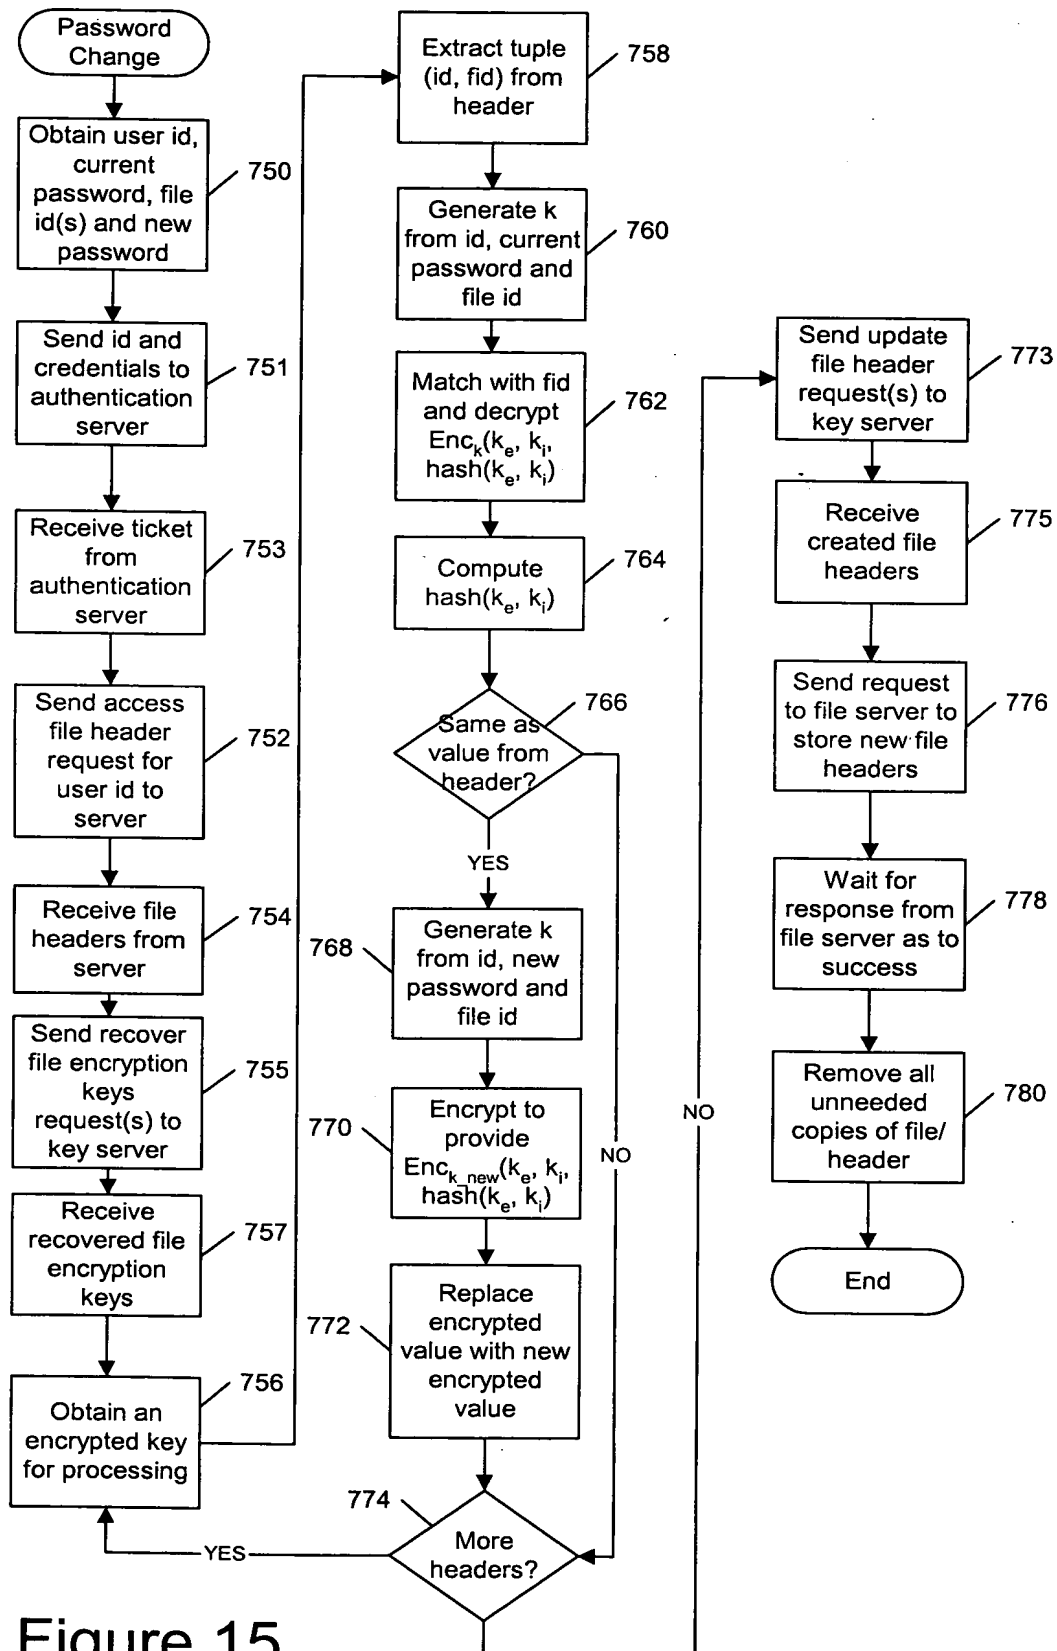 Password
Change
Obtain user id,
current
password, file
id(s) and new
password
750
Send id and
credentials to
authentication
server
751
Receive ticket
from
authentication
server
753
Send access
file header
request for
user id to
server
752
Receive file
headers from
server
754
Send recover
file encryption
keys
request(s) to
key server
755
Receive
recovered file
encryption
keys
757
Obtain an
encrypted key
for processing
756
Extract tuple
(id, fid) from
header
758
Generate k
from id, current
password and
file id
760
Match with fid
and decrypt
Enck(ke, ki,
hash(ke, ki)
762
Compute
hash(ke, ki)
764
Same as
value from
header?
766
YES
NO
Generate k
from id, new
password and
file id
768
Encrypt to
provide
Enck_new(ke, ki,
hash(ke, ki)
770
Replace
encrypted
value with new
encrypted
value
772
More
headers?
774
YES
NO
Send update
file header
request(s) to
key server
773
Receive
created file
headers
775
Send request
to file server to
store new file
headers
776
Wait for
response from
file server as to
success
778
Remove all
unneeded
copies of file/
header
780
End
Figure 15